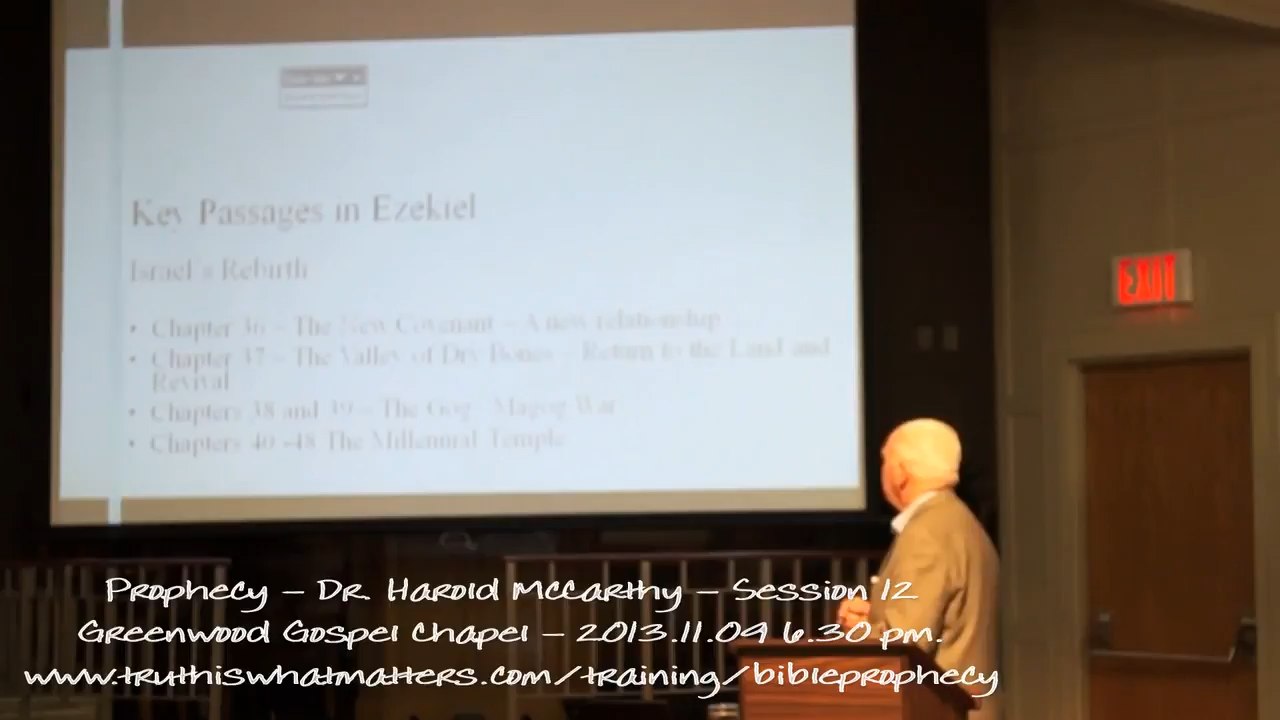 Key Passages in Ezekiel
Israel's Rebirth
• Chapter 36 – The New Covenant – A new relationship
• Chapter 37 – The Valley of Dry Bones – Return to the Land and
Revival
• Chapters 38 and 39 – The Gog - Magog War
• Chapters 40 -48 The Millennial Temple
EXIT
Prophecy – Dr. Harold McCarthy – Session 12
Greenwood Gospel Chapel – 2013.11.09 6.30 pm.
www.truthiswhatmatters.com/training/bibleprophecy